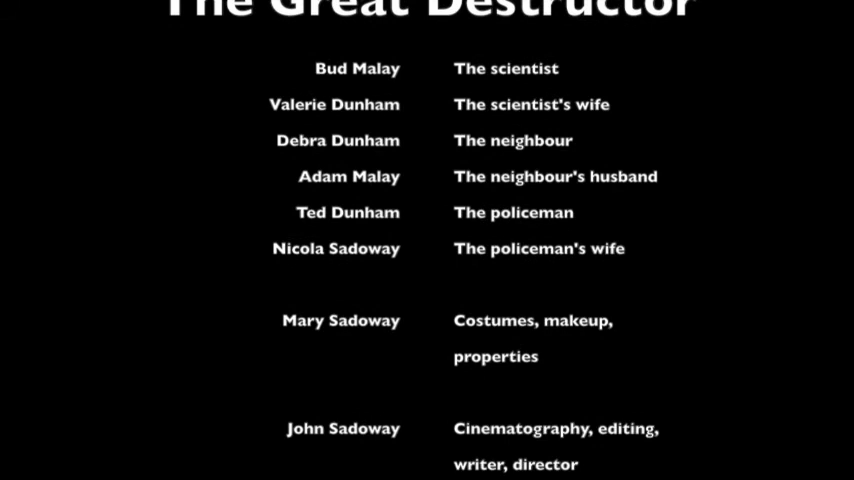 The Great Destructor
Bud Malay The scientist
Valerie Dunham The scientist's wife
Debra Dunham The neighbour
Adam Malay The neighbour's husband
Ted Dunham The policeman
Nicola Sadoway The policeman's wife
Mary Sadoway Costumes, makeup,
properties
John Sadoway Cinematography, editing,
writer, director